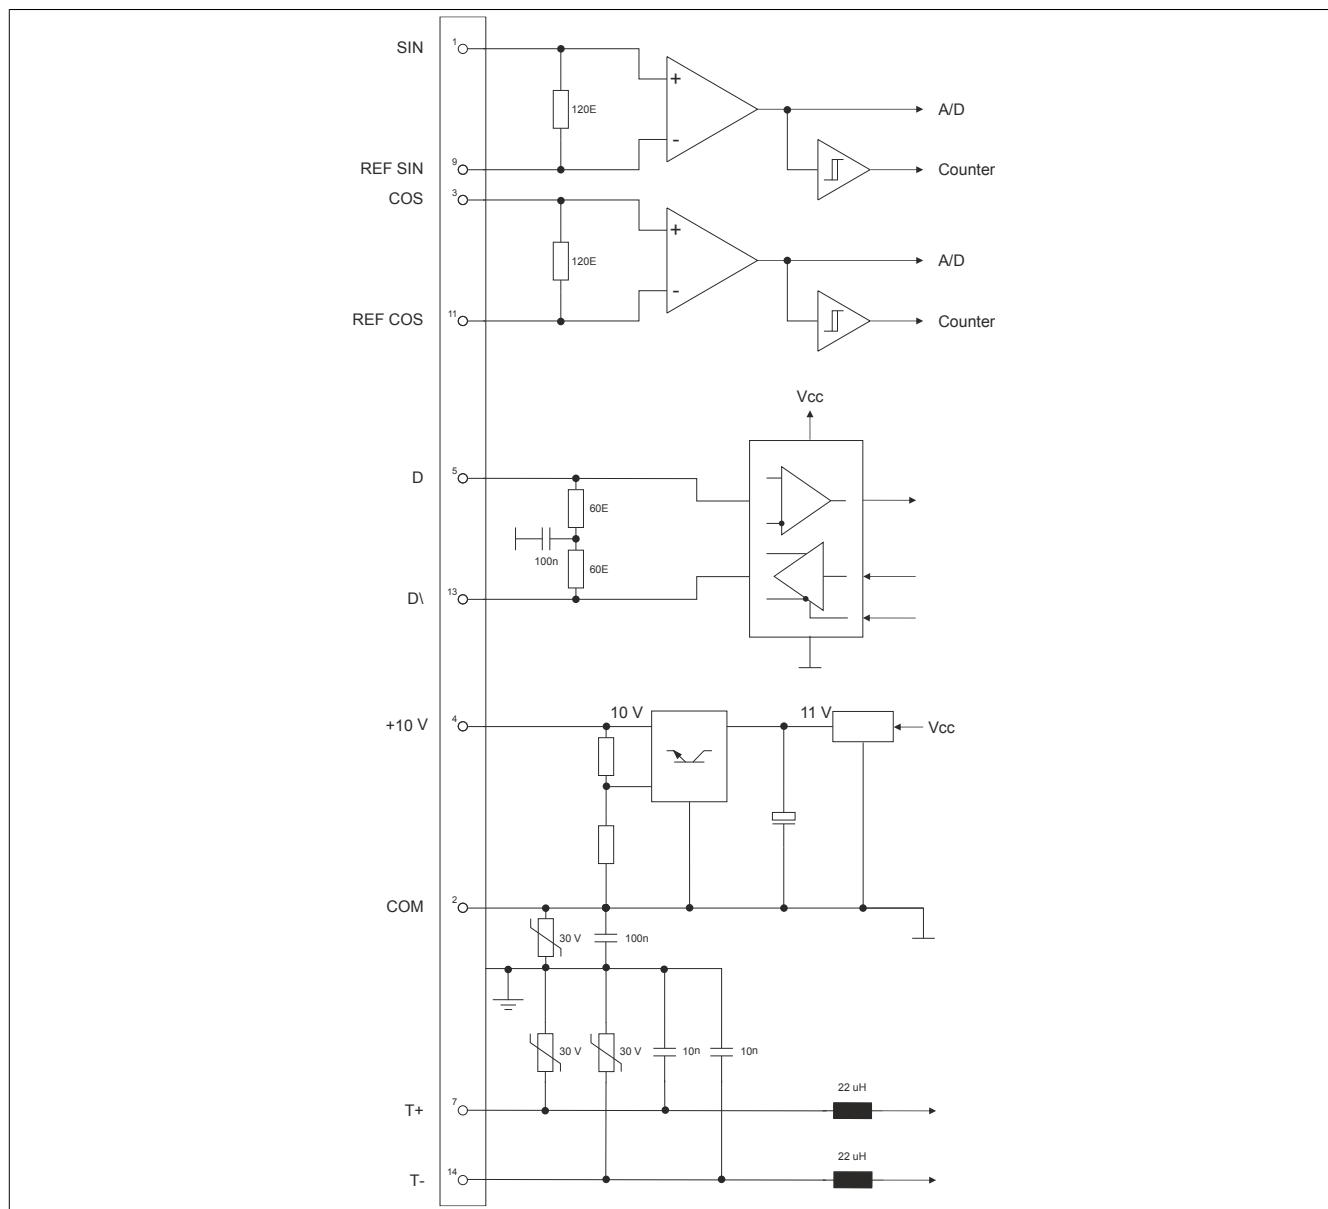 SIN 1
120E
+
-
A/D
REF SIN 9
Counter
COS 3
120E
+
-
A/D
REF COS 11
Counter
Vcc
D 5
60E
100n
60E
D\ 13
+10 V 4
10 V
11 V
Vcc
COM 2
30 V
100n
30 V
30 V
10n
10n
T+ 7
22 uH
T- 14
22 uH